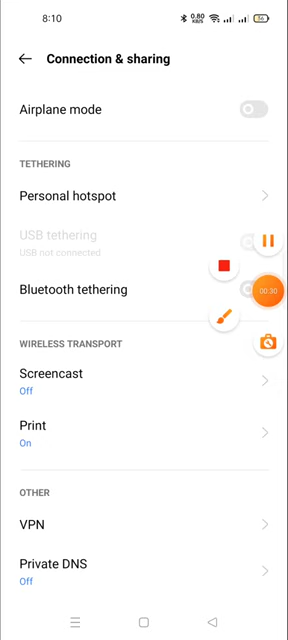 8:10
0.80
KB/S
56
Connection & sharing
Airplane mode
TETHERING
Personal hotspot
USB tethering
USB not connected
Bluetooth tethering
00:30
WIRELESS TRANSPORT
Screencast
Off
Print
On
OTHER
VPN
Private DNS
Off